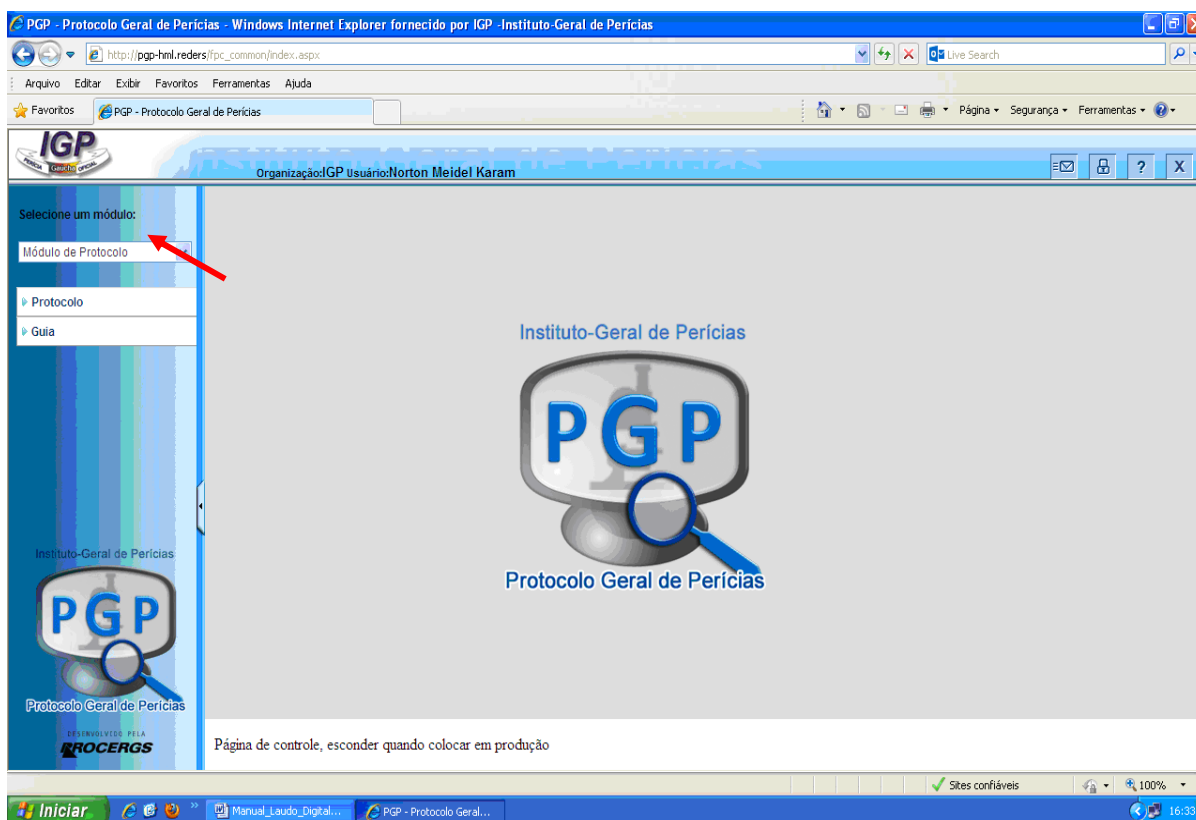 PGP - Protocolo Geral de Perícias - Windows Internet Explorer fornecido por IGP -Instituto-Geral de Perícias
http://pgp-hml.reders/fpc_common/index.aspx
Live Search
Arquivo Editar Exibir Favoritos Ferramentas Ajuda
Favoritos
PGP - Protocolo Geral de Perícias
Página
Segurança
Ferramentas
IGP
Organização:IGP Usuário:Norton Meidel Karam
? X
Selecione um módulo:
Módulo de Protocolo
Protocolo
Guia
Instituto-Geral de Perícias
PGP
Protocolo Geral de Perícias
Instituto-Geral de Perícias
PGP
Protocolo Geral de Perícias
DESENVOLVIDO PELA
PROCERGS
Página de controle, esconder quando colocar em produção
Sites confiáveis
100%
Iniciar
Manual_Laudo_Digital...
PGP - Protocolo Geral...
16:33